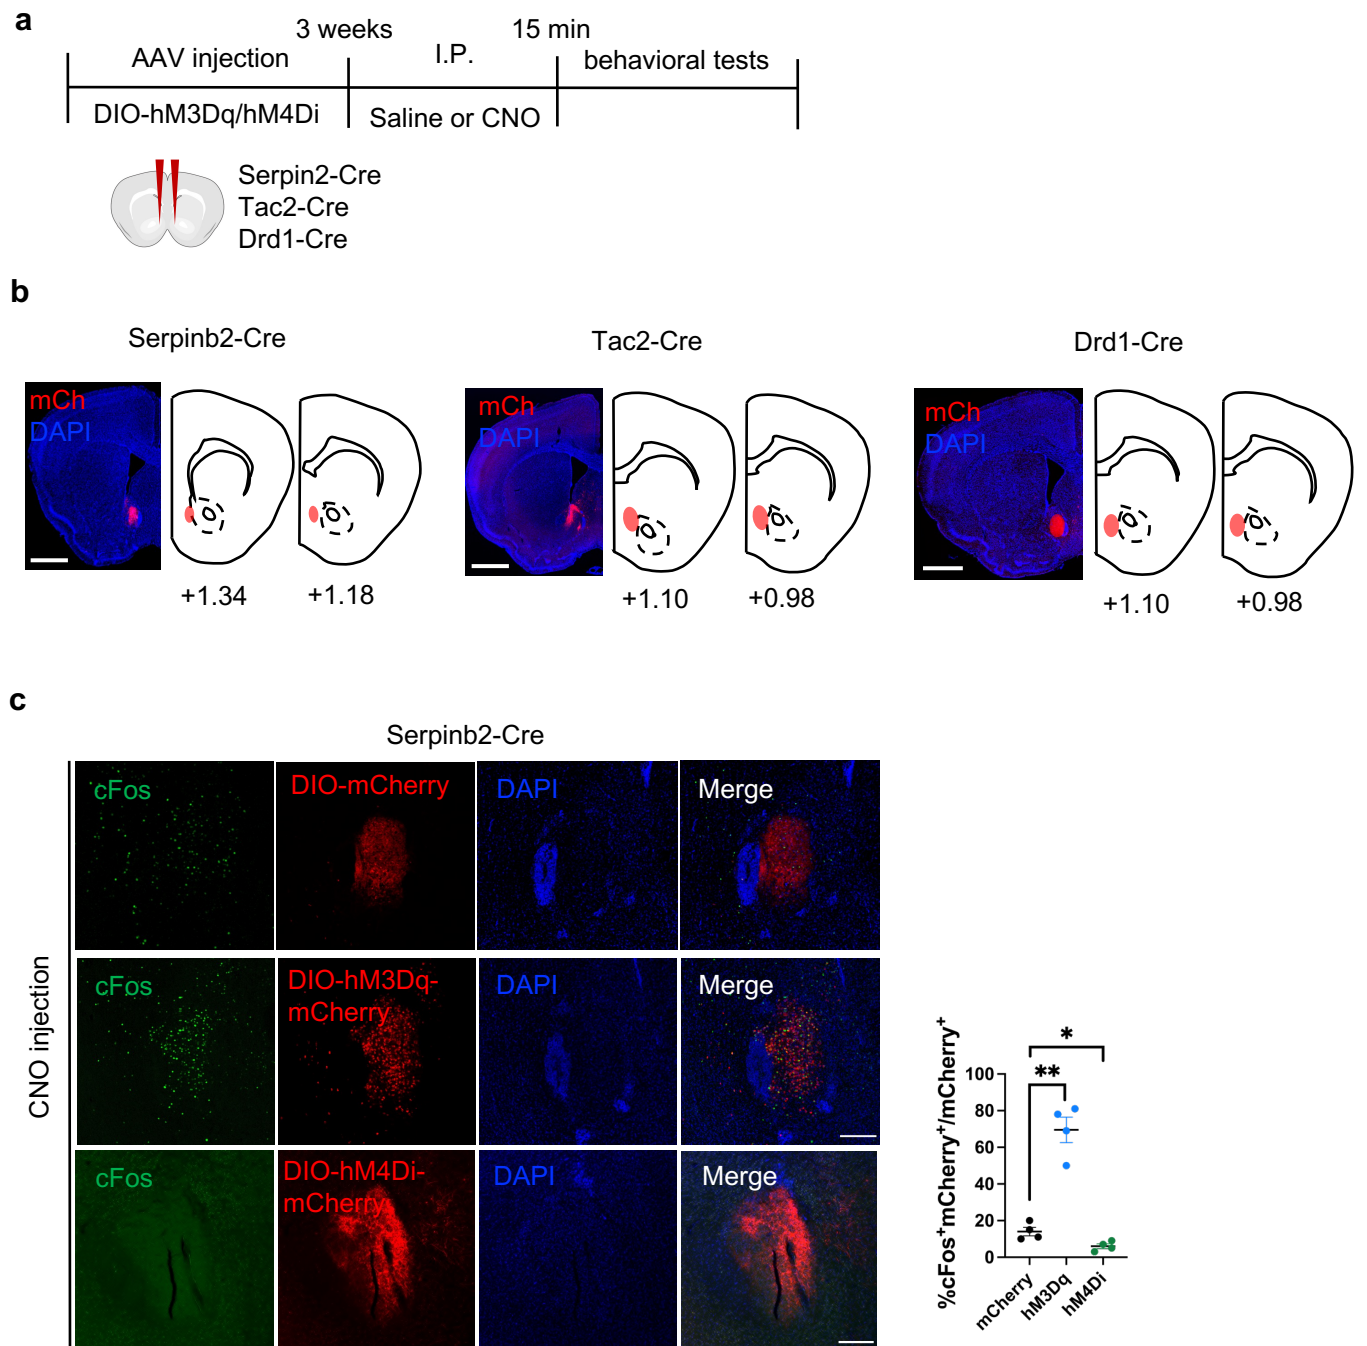 a
3 weeks
15 min
AAV injection
I.P.
behavioral tests
DIO-hM3Dq/hM4Di
Saline or CNO
Serpin2-Cre
Tac2-Cre
Drd1-Cre
b
Serpinb2-Cre
Tac2-Cre
Drd1-Cre
mCh
DAPI
mCh
DAPI
mCh
DAPI
+1.34
+1.18
+1.10
+0.98
+1.10
+0.98
c
Serpinb2-Cre
CNO injection
cFos
DIO-mCherry
DAPI
Merge
cFos
DIO-hM3Dq-
mCherry
DAPI
Merge
cFos
DIO-hM4Di-
mCherry
DAPI
Merge
%cFos⁺mCherry⁺/mCherry⁺
*
**
100
80
60
40
20
0
mCherry
hM3Dq
hM4Di